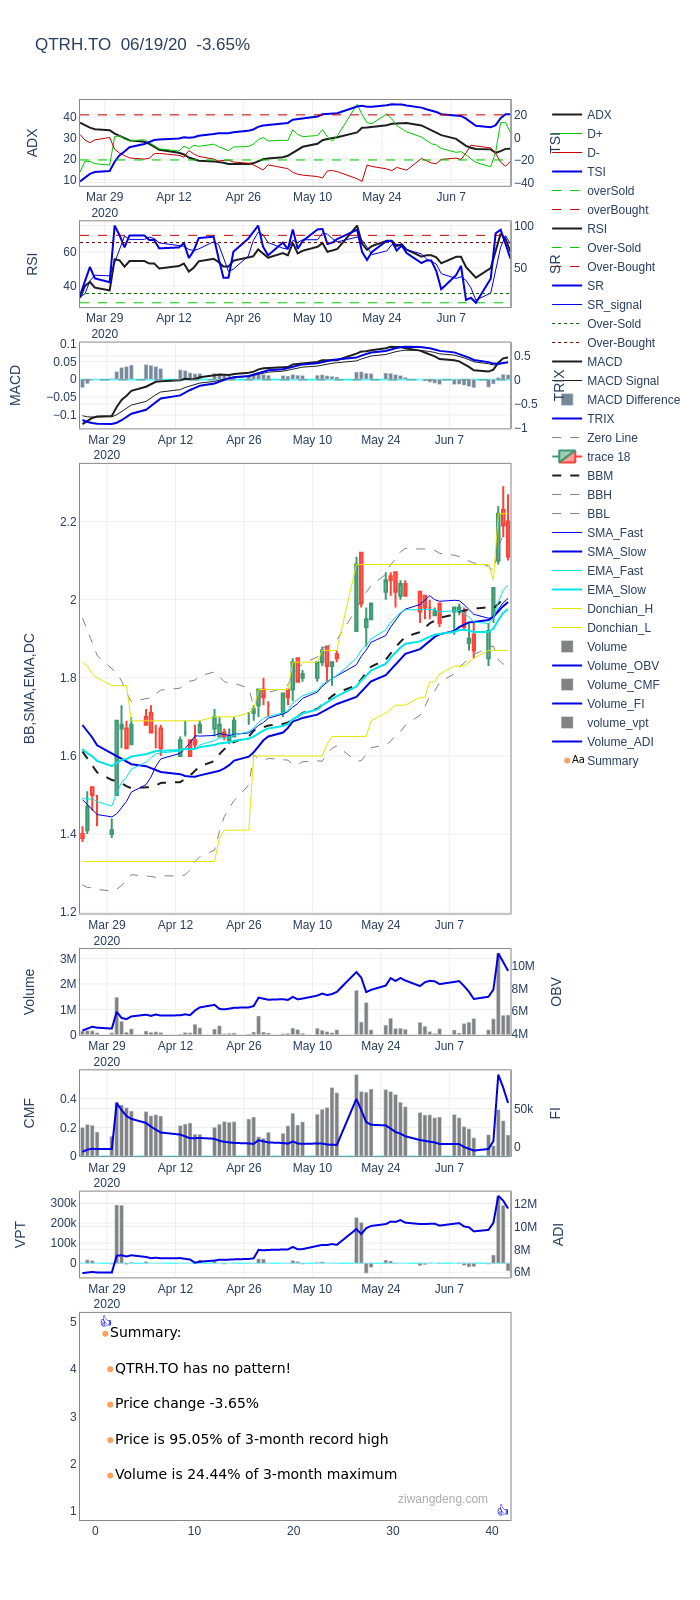 QTRH.TO  06/19/20  -3.65%
ADX
40
30
20
10
20
0
−20
−40
TSI
Mar 29
2020
Apr 12
Apr 26
May 10
May 24
Jun 7
RSI
60
40
100
50
SR
Mar 29
2020
Apr 12
Apr 26
May 10
May 24
Jun 7
MACD
0.1
0.05
0
−0.05
−0.1
0.5
0
−0.5
−1
TRIX
Mar 29
2020
Apr 12
Apr 26
May 10
May 24
Jun 7
BB,SMA,EMA,DC
2.2
2
1.8
1.6
1.4
1.2
Mar 29
2020
Apr 12
Apr 26
May 10
May 24
Jun 7
Volume
3M
2M
1M
0
10M
8M
6M
4M
OBV
Mar 29
2020
Apr 12
Apr 26
May 10
May 24
Jun 7
CMF
0.4
0.2
0
50k
0
FI
Mar 29
2020
Apr 12
Apr 26
May 10
May 24
Jun 7
VPT
300k
200k
100k
0
12M
10M
8M
6M
ADI
Mar 29
2020
Apr 12
Apr 26
May 10
May 24
Jun 7
5
4
3
2
1
👍
Summary:
QTRH.TO has no pattern!
Price change -3.65%
Price is 95.05% of 3-month record high
Volume is 24.44% of 3-month maximum
ziwangdeng.com
👍
0
10
20
30
40
ADX
D+
D-
TSI
overSold
overBought
RSI
Over-Sold
Over-Bought
SR
SR_signal
Over-Sold
Over-Bought
MACD
MACD Signal
MACD Difference
TRIX
Zero Line
trace 18
BBM
BBH
BBL
SMA_Fast
SMA_Slow
EMA_Fast
EMA_Slow
Donchian_H
Donchian_L
Volume
Volume_OBV
Volume_CMF
Volume_FI
volume_vpt
Volume_ADI
Aa Summary